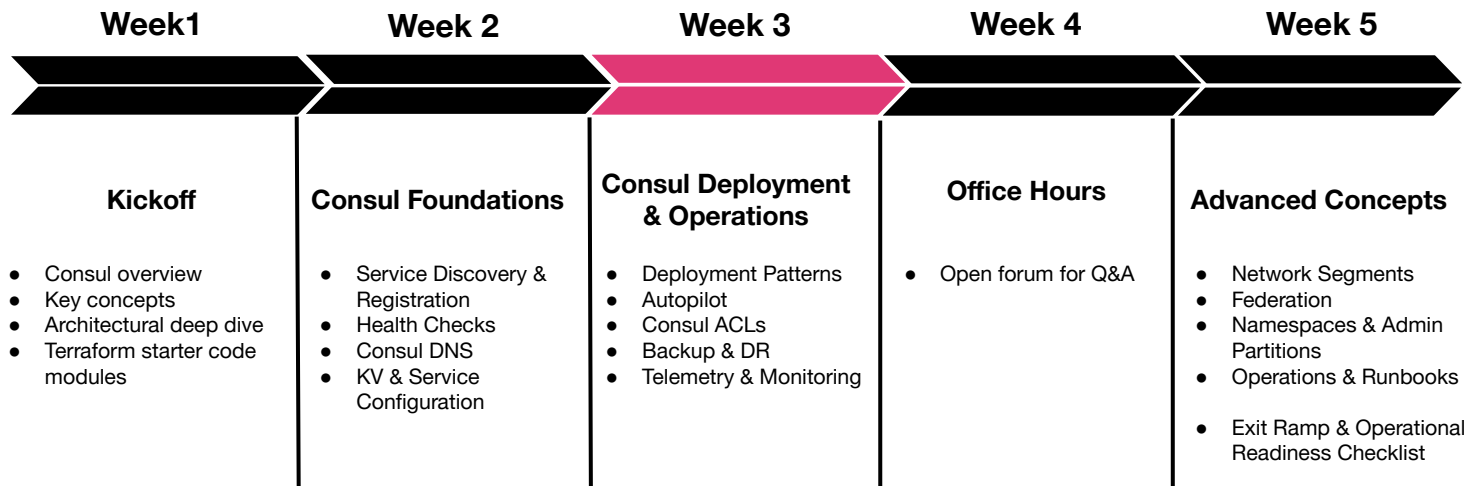 Week1
Week 2
Week 3
Week 4
Week 5
Kickoff
● Consul overview
● Key concepts
● Architectural deep dive
● Terraform starter code
modules
Consul Foundations
● Service Discovery &
Registration
● Health Checks
● Consul DNS
● KV & Service
Configuration
Consul Deployment
& Operations
● Deployment Patterns
● Autopilot
● Consul ACLs
● Backup & DR
● Telemetry & Monitoring
Office Hours
● Open forum for Q&A
Advanced Concepts
● Network Segments
● Federation
● Namespaces & Admin
Partitions
● Operations & Runbooks
● Exit Ramp & Operational
Readiness Checklist